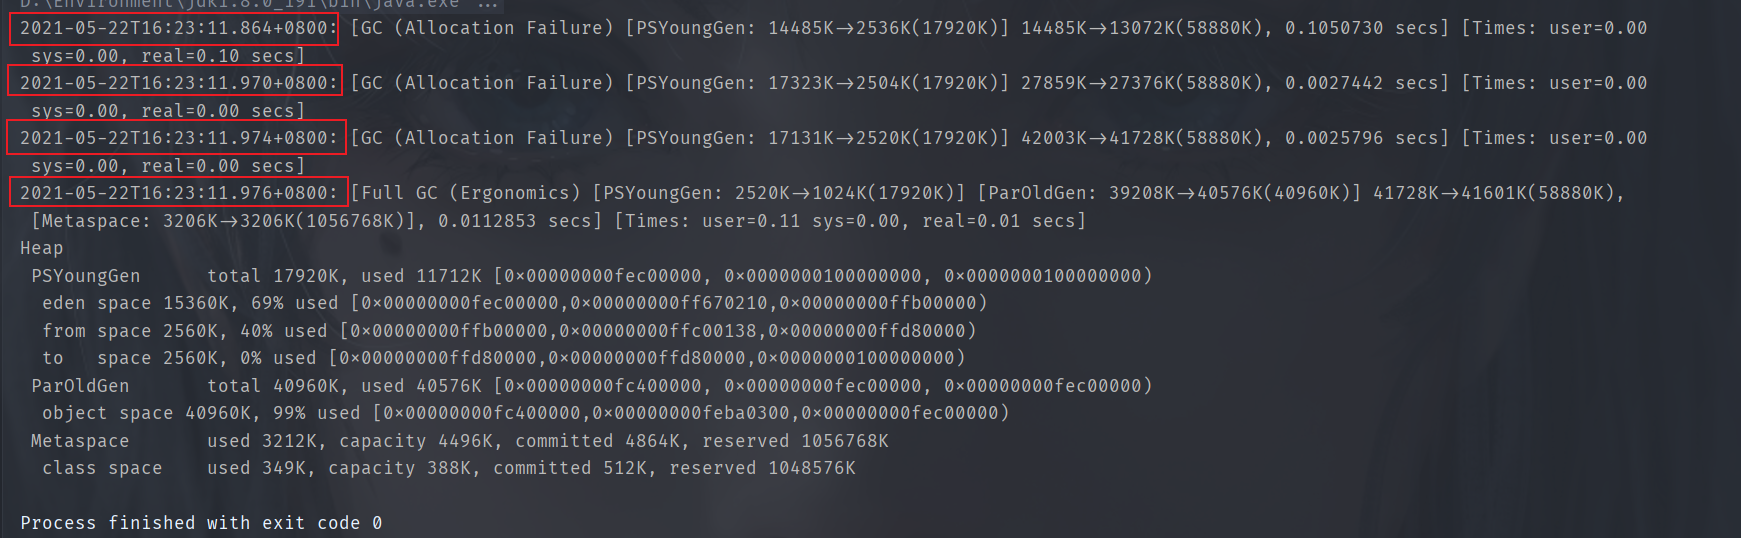 D:\Environment\jdk1.8.0_191\bin\java.exe ...
2021-05-22T16:23:11.864+0800: [GC (Allocation Failure) [PSYoungGen: 14485K->2536K(17920K)] 14485K->13072K(58880K), 0.1050730 secs] [Times: user=0.00
sys=0.00, real=0.10 secs]
2021-05-22T16:23:11.970+0800: [GC (Allocation Failure) [PSYoungGen: 17323K->2504K(17920K)] 27859K->27376K(58880K), 0.0027442 secs] [Times: user=0.00
sys=0.00, real=0.00 secs]
2021-05-22T16:23:11.974+0800: [GC (Allocation Failure) [PSYoungGen: 17131K->2520K(17920K)] 42003K->41728K(58880K), 0.0025796 secs] [Times: user=0.00
sys=0.00, real=0.00 secs]
2021-05-22T16:23:11.976+0800: [Full GC (Ergonomics) [PSYoungGen: 2520K->1024K(17920K)] [ParOldGen: 39208K->40576K(40960K)] 41728K->41601K(58880K),
[Metaspace: 3206K->3206K(1056768K)], 0.0112853 secs] [Times: user=0.11 sys=0.00, real=0.01 secs]
Heap
PSYoungGen total 17920K, used 11712K [0x00000000fec00000, 0x0000000100000000, 0x0000000100000000)
eden space 15360K, 69% used [0x00000000fec00000,0x00000000ff670210,0x00000000ffb00000)
from space 2560K, 40% used [0x00000000ffb00000,0x00000000ffc00138,0x00000000ffd80000)
to space 2560K, 0% used [0x00000000ffd80000,0x00000000ffd80000,0x0000000100000000)
ParOldGen total 40960K, used 40576K [0x00000000fc400000, 0x00000000fec00000, 0x00000000fec00000)
object space 40960K, 99% used [0x00000000fc400000,0x00000000feba0300,0x00000000fec00000)
Metaspace used 3212K, capacity 4496K, committed 4864K, reserved 1056768K
class space used 349K, capacity 388K, committed 512K, reserved 1048576K
Process finished with exit code 0